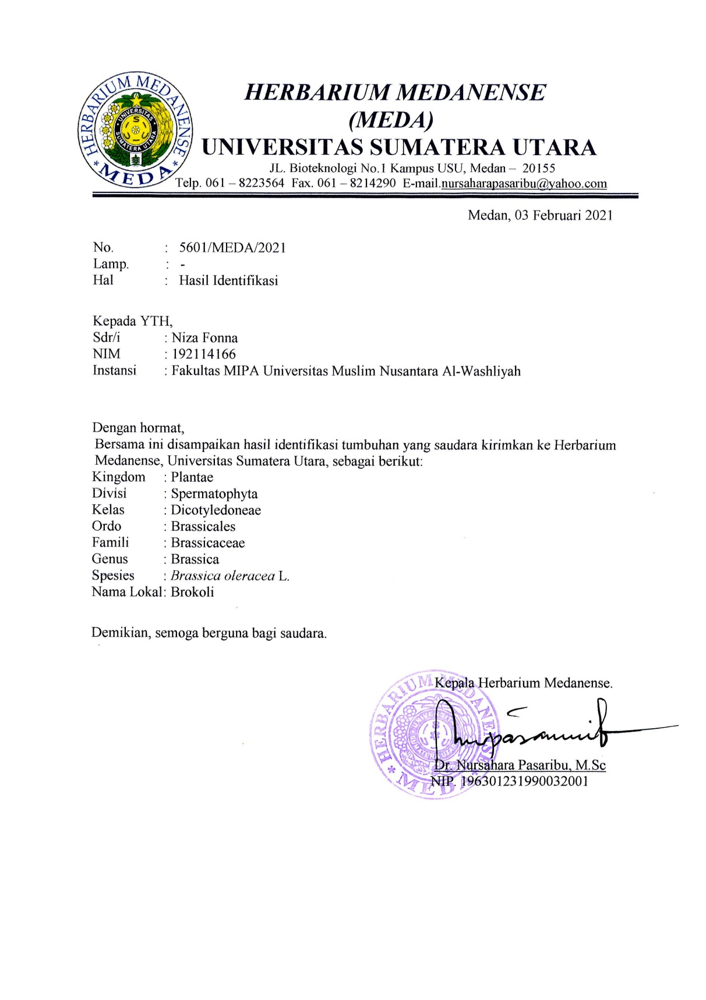 HERBARIUM MEDANENSE
MEDA
UNIVERSITAS
SUMATERA UTARA
HERBARIUM MEDANENSE
(MEDA)
UNIVERSITAS SUMATERA UTARA
JL. Bioteknologi No.1 Kampus USU, Medan – 20155
Telp. 061 – 8223564 Fax. 061 – 8214290 E-mail.nursaharapasaribu@yahoo.com
Medan, 03 Februari 2021
No. : 5601/MEDA/2021
Lamp. : -
Hal : Hasil Identifikasi
Kepada YTH,
Sdr/i : Niza Fonna
NIM : 192114166
Instansi : Fakultas MIPA Universitas Muslim Nusantara Al-Washliyah
Dengan hormat,
Bersama ini disampaikan hasil identifikasi tumbuhan yang saudara kirimkan ke Herbarium
Medanense, Universitas Sumatera Utara, sebagai berikut:
Kingdom : Plantae
Divisi : Spermatophyta
Kelas : Dicotyledoneae
Ordo : Brassicales
Famili : Brassicaceae
Genus : Brassica
Spesies : Brassica oleracea L.
Nama Lokal : Brokoli
Demikian, semoga berguna bagi saudara.
Kepala Herbarium Medanense.
HERBARIUM MEDANENSE
MEDA
Dr. Nursahara Pasaribu, M.Sc
NIP. 196301231990032001